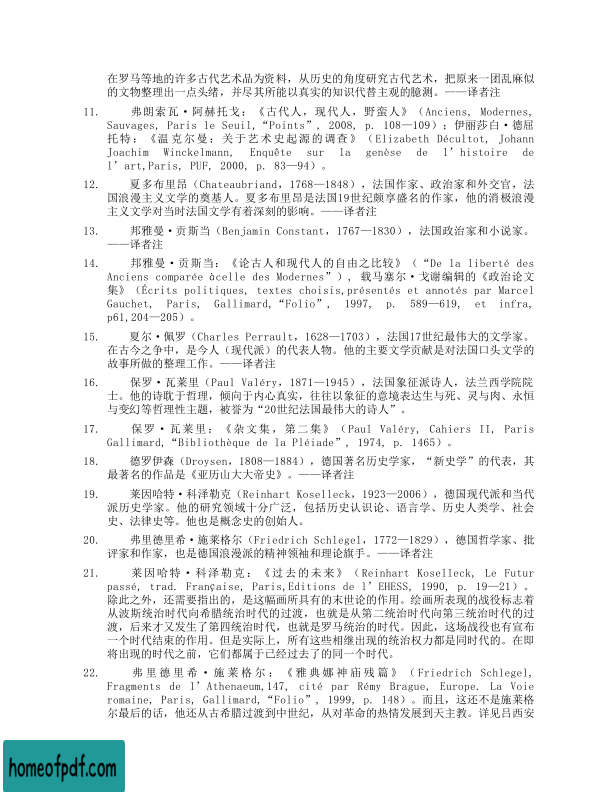 在罗马等地的许多古代艺术品为资料，从历史的角度研究古代艺术，把原来一团乱麻似
的文物整理出一点头绪，并尽其所能以真实的知识代替主观的臆测。——译者注
11. 弗朗索瓦·阿赫托戈：《古代人，现代人，野蛮人》（Anciens, Modernes,
Sauvages, Paris le Seuil,“Points”, 2008, p. 108—109）；伊丽莎白·德屈
托特：《温克尔曼：关于艺术史起源的调查》（Elizabeth Décultot, Johann
Joachim Winckelmann, Enquête sur la genèse de l’histoire de
l’art,Paris, PUF, 2000, p. 83—94）。
12. 夏多布里昂（Chateaubriand，1768—1848），法国作家、政治家和外交官，法
国浪漫主义文学的奠基人。夏多布里昂是法国19世纪颇享盛名的作家，他的消极浪漫
主义文学对当时法国文学有着深刻的影响。——译者注
13. 邦雅曼·贡斯当（Benjamin Constant，1767—1830），法国政治家和小说家。
——译者注
14. 邦雅曼·贡斯当：《论古人和现代人的自由之比较》（“De la liberté des
Anciens comparée àcelle des Modernes”），载马塞尔·戈谢编辑的《政治论文
集》（Écrits politiques, textes choisis,présentés et annotés par Marcel
Gauchet, Paris, Gallimard,“Folio”, 1997, p. 589—619, et infra,
p61,204—205）。
15. 夏尔·佩罗（Charles Perrault，1628—1703），法国17世纪最伟大的文学家。
在古今之争中，是今人（现代派）的代表人物。他的主要文学贡献是对法国口头文学的
故事所做的整理工作。——译者注
16. 保罗·瓦莱里（Paul Valéry，1871—1945），法国象征派诗人，法兰西学院院
士。他的诗耽于哲理，倾向于内心真实，往往以象征的意境表达生与死、灵与肉、永恒
与变幻等哲理性主题，被誉为“20世纪法国最伟大的诗人”。
17. 保罗·瓦莱里：《杂文集，第二集》（Paul Valéry, Cahiers II, Paris
Gallimard,“Bibliothèque de la Pléiade”, 1974, p. 1465）。
18. 德罗伊森（Droysen，1808—1884），德国著名历史学家，“新史学”的代表，其
最著名的作品是《亚历山大大帝史》。——译者注
19. 莱因哈特·科泽勒克（Reinhart Koselleck，1923—2006），德国现代派和当代
派历史学家。他的研究领域十分广泛，包括历史认识论、语言学、历史人类学、社会
史、法律史等。他也是概念史的创始人。
20. 弗里德里希·施莱格尔（Friedrich Schlegel，1772—1829），德国哲学家、批
评家和作家，也是德国浪漫派的精神领袖和理论旗手。——译者注
21. 莱因哈特·科泽勒克：《过去的未来》（Reinhart Koselleck, Le Futur
passé, trad. Française, Paris,Editions de l’EHESS, 1990, p. 19—21）。
除此之外，还需要指出的，是这幅画所具有的末世论的作用。绘画所表现的战役标志着
从波斯统治时代向希腊统治时代的过渡，也就是从第二统治时代向第三统治时代的过
渡，后来才又发生了第四统治时代，也就是罗马统治的时代。因此，这场战役也有宣布
一个时代结束的作用。但是实际上，所有这些相继出现的统治权力都是同时代的。在即
将出现的时代之前，它们都属于已经过去了的同一个时代。
22. 弗里德里希·施莱格尔：《雅典娜神庙残篇》（Friedrich Schlegel,
Fragments de l’Athenaeum,147, cité par Rémy Brague, Europe. La Voie
romaine, Paris, Gallimard,“Folio”, 1999, p. 148）。而且，这还不是施莱格
尔最后的话，他还从古希腊过渡到中世纪，从对革命的热情发展到天主教。详见吕西安
homeofpdf.com